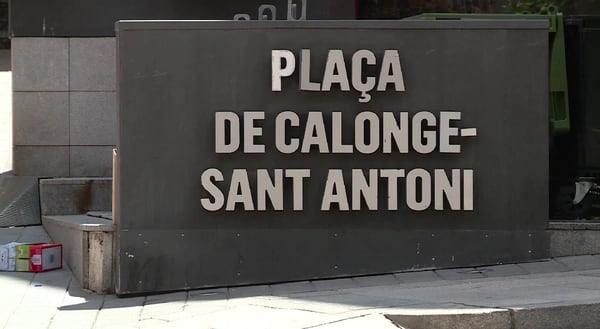 PLAÇA
DE CALONGE-
SANT ANTONI